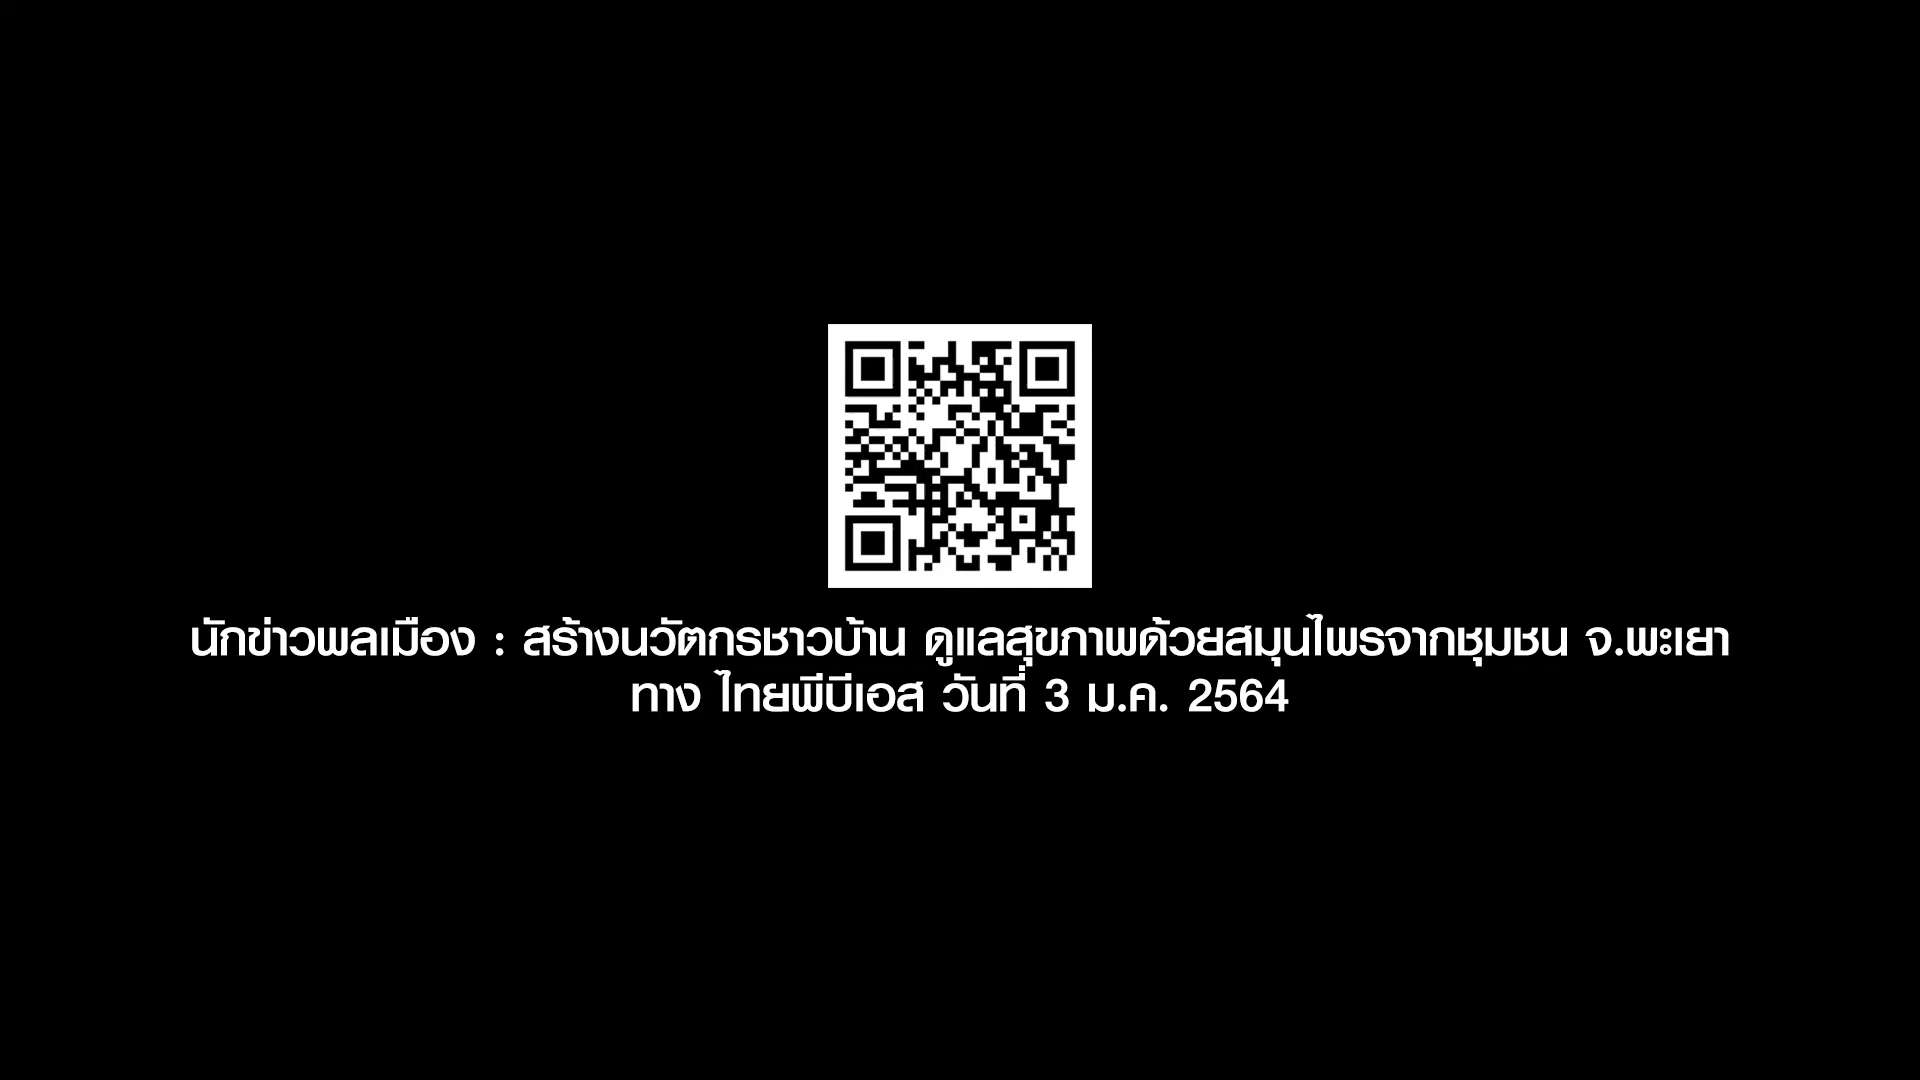 นักข่าวพลเมือง : สร้างนวัตกรชาวบ้าน ดูแลสุขภาพด้วยสมุนไพรจากชุมชน จ.พะเยา
ทาง ไทยพีบีเอส วันที่ 3 ม.ค. 2564